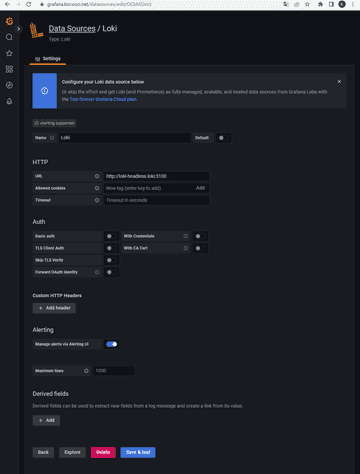 grafana.konwoo.net/datasources/edit/
Data Sources / Loki
Type: Loki
Settings
Configure your Loki data source below
Or skip the effort and get Loki (and Prometheus) as fully managed, scalable, and hosted data sources from Grafana Labs with the free-forever Grafana Cloud plan.
Alerting supported
Name Loki Default
HTTP
URL http://loki-headless.loki:3100
Allowed cookies New tag (enter key to add) Add
Timeout Timeout in seconds
Auth
Basic auth With Credentials
TLS Client Auth With CA Cert
Skip TLS Verify
Forward OAuth Identity
Custom HTTP Headers
+ Add header
Alerting
Manage alerts via Alerting UI
Maximum lines 1000
Derived fields
Derived fields can be used to extract new fields from a log message and create a link from its value.
+ Add
Back Explore Delete Save & test